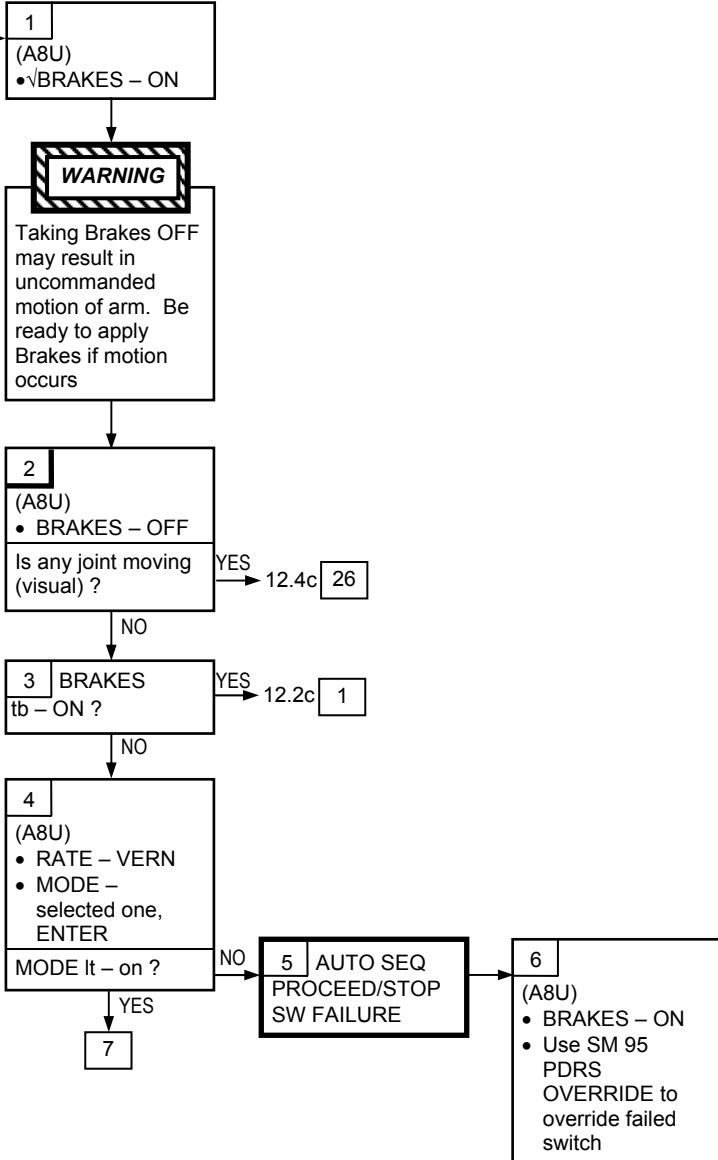 1
(A8U)
•√BRAKES – ON
WARNING
Taking Brakes OFF
may result in
uncommanded
motion of arm.  Be
ready to apply
Brakes if motion
occurs
2
(A8U)
• BRAKES – OFF
Is any joint moving
(visual) ?
YES
12.4c 26
NO
3 BRAKES
tb – ON ?
YES
12.2c 1
NO
4
(A8U)
• RATE – VERN
• MODE –
selected one,
ENTER
MODE lt – on ?
NO
YES
7
5 AUTO SEQ
PROCEED/STOP
SW FAILURE
6
(A8U)
• BRAKES – ON
• Use SM 95
PDRS
OVERRIDE to
override failed
switch